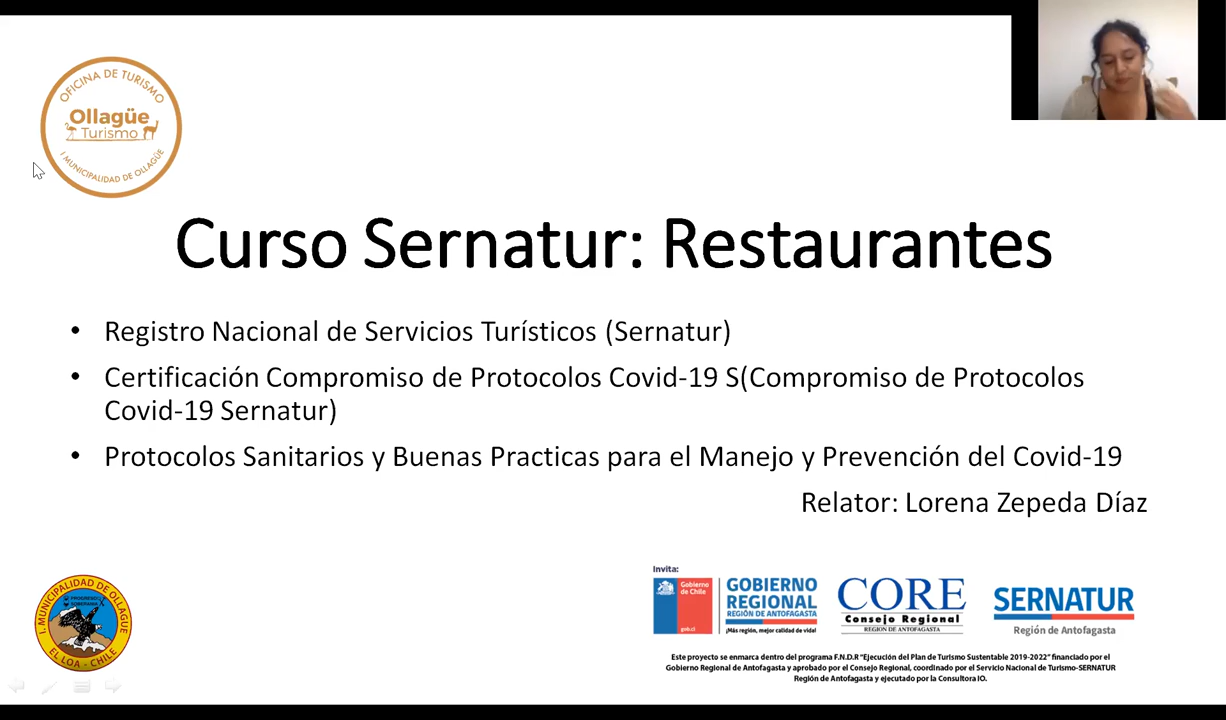 OFICINA DE TURISMO
Ollagüe
Turismo
I MUNICIPALIDAD DE OLLAGÜE
Curso Sernatur: Restaurantes
• Registro Nacional de Servicios Turísticos (Sernatur)
• Certificación Compromiso de Protocolos Covid-19 S(Compromiso de Protocolos
Covid-19 Sernatur)
• Protocolos Sanitarios y Buenas Practicas para el Manejo y Prevención del Covid-19
Relator: Lorena Zepeda Díaz
I. MUNICIPALIDAD DE OLLAGUE
PROGRESO
SOBERANIA
EL LOA - CHILE
Invita:
Gobierno
de Chile
gob.cl
GOBIERNO
REGIONAL
REGIÓN DE ANTOFAGASTA
¡Más región, mejor calidad de vida!
CORE
Consejo Regional
REGIÓN DE ANTOFAGASTA
SERNATUR
Región de Antofagasta
Este proyecto se enmarca dentro del programa F.N.D.R "Ejecución del Plan de Turismo Sustentable 2019-2022" financiado por el
Gobierno Regional de Antofagasta y aprobado por el Consejo Regional, coordinado por el Servicio Nacional de Turismo-SERNATUR
Región de Antofagasta y ejecutado por la Consultora IO.